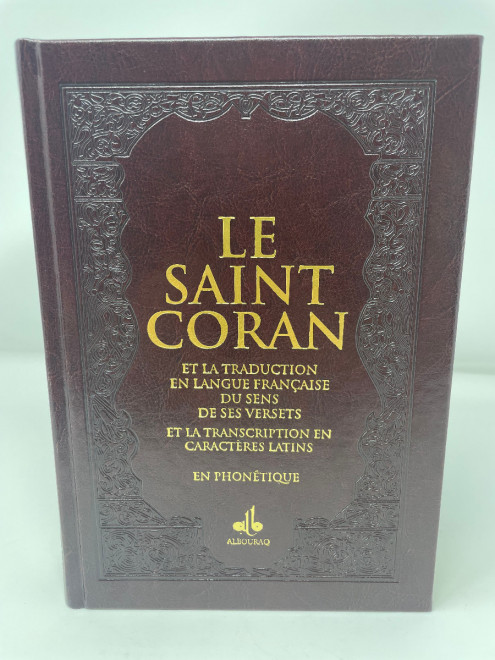 LE
SAINT
CORAN
ET LA TRADUCTION
EN LANGUE FRANÇAISE
DU SENS
DE SES VERSETS
ET LA TRANSCRIPTION EN
CARACTÈRES LATINS
EN PHONÉTIQUE
ALBOURAQ